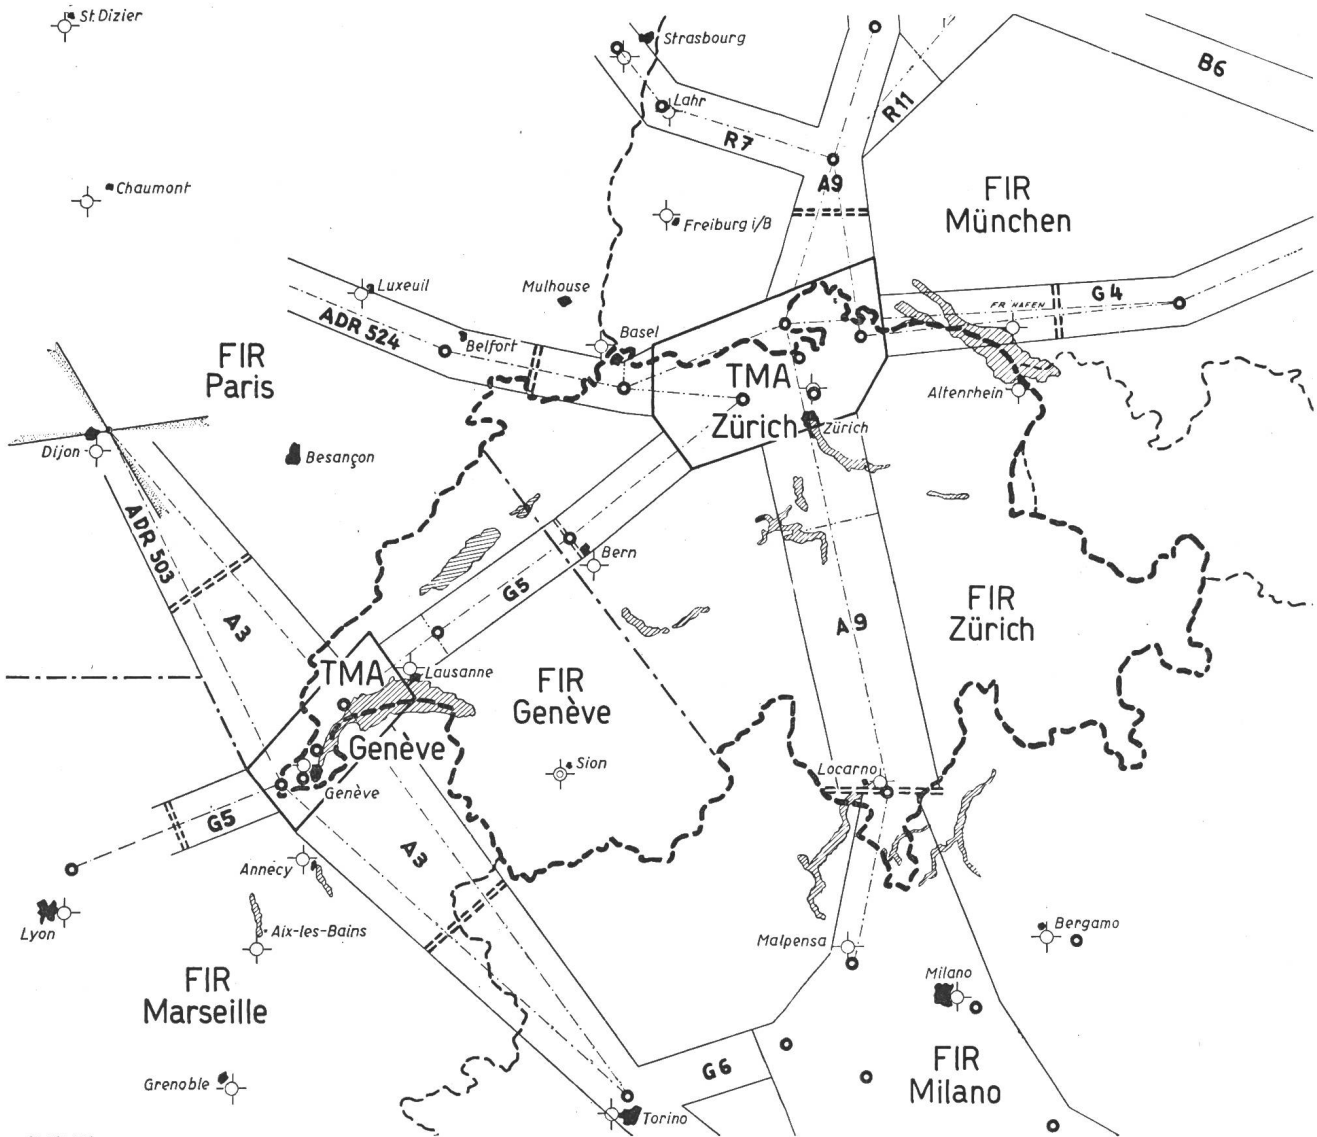 St. Dizier
Strasbourg
B6
Lahr
R11
R7
Chaumont
A9
FIR
München
Freiburg i/B
Luxeuil
Mulhouse
FR HAFEN
G4
ADR 524
Basel
Belfort
FIR
Paris
TMA
Zürich
Altenrhein
Zürich
Dijon
Besançon
ADR 503
Bern
G5
A3
A9
FIR
Zürich
TMA
Lausanne
FIR
Genève
Genève
Sion
Locarno
Genève
G5
A3
Annecy
Lyon
Aix-les-Bains
Malpensa
Bergamo
FIR
Marseille
Milano
Grenoble
G6
FIR
Milano
Torino